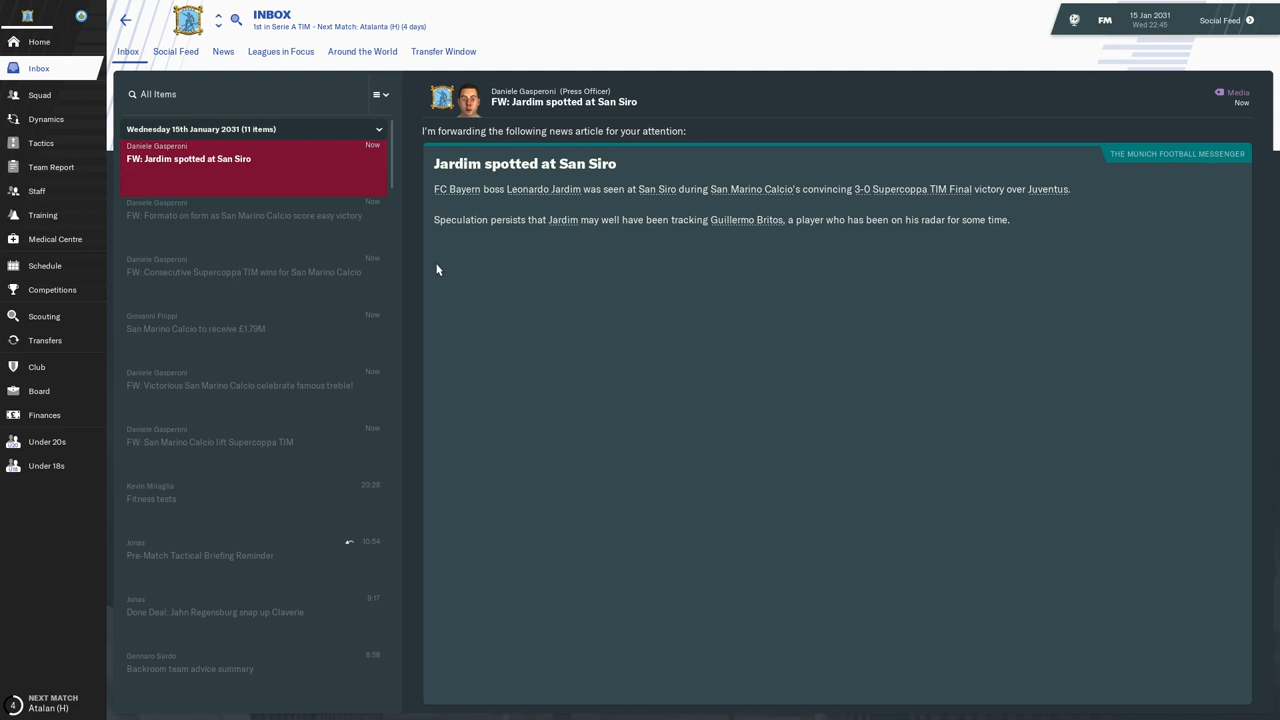 INBOX
1st in Serie A TIM - Next Match: Atalanta (H) (4 days)
FM
15 Jan 2031
Wed 22:45
Social Feed
Inbox
Social Feed
News
Leagues in Focus
Around the World
Transfer Window
Home
Inbox
Squad
Dynamics
Tactics
Team Report
Staff
Training
Medical Centre
Schedule
Competitions
Scouting
Transfers
Club
Board
Finances
Under 20s
Under 18s
4
NEXT MATCH
Atalan (H)
All Items
Wednesday 15th January 2031 (11 items)
Daniele Gasperoni Now
FW: Jardim spotted at San Siro
Daniele Gasperoni Now
FW: Formato on form as San Marino Calcio score easy victory
Daniele Gasperoni Now
FW: Consecutive Supercoppa TIM wins for San Marino Calcio
Giovanni Filippi Now
San Marino Calcio to receive £1.79M
Daniele Gasperoni Now
FW: Victorious San Marino Calcio celebrate famous treble!
Daniele Gasperoni Now
FW: San Marino Calcio lift Supercoppa TIM
Kevin Miraglia 20:28
Fitness tests
Jonas 10:54
Pre-Match Tactical Briefing Reminder
Jonas 9:17
Done Deal: Jahn Regensburg snap up Claverie
Gennaro Sardo 8:58
Backroom team advice summary
Daniele Gasperoni (Press Officer)
FW: Jardim spotted at San Siro
Media
Now
I'm forwarding the following news article for your attention:
THE MUNICH FOOTBALL MESSENGER
Jardim spotted at San Siro
FC Bayern boss Leonardo Jardim was seen at San Siro during San Marino Calcio's convincing 3-0 Supercoppa TIM Final victory over Juventus.
Speculation persists that Jardim may well have been tracking Guillermo Britos, a player who has been on his radar for some time.